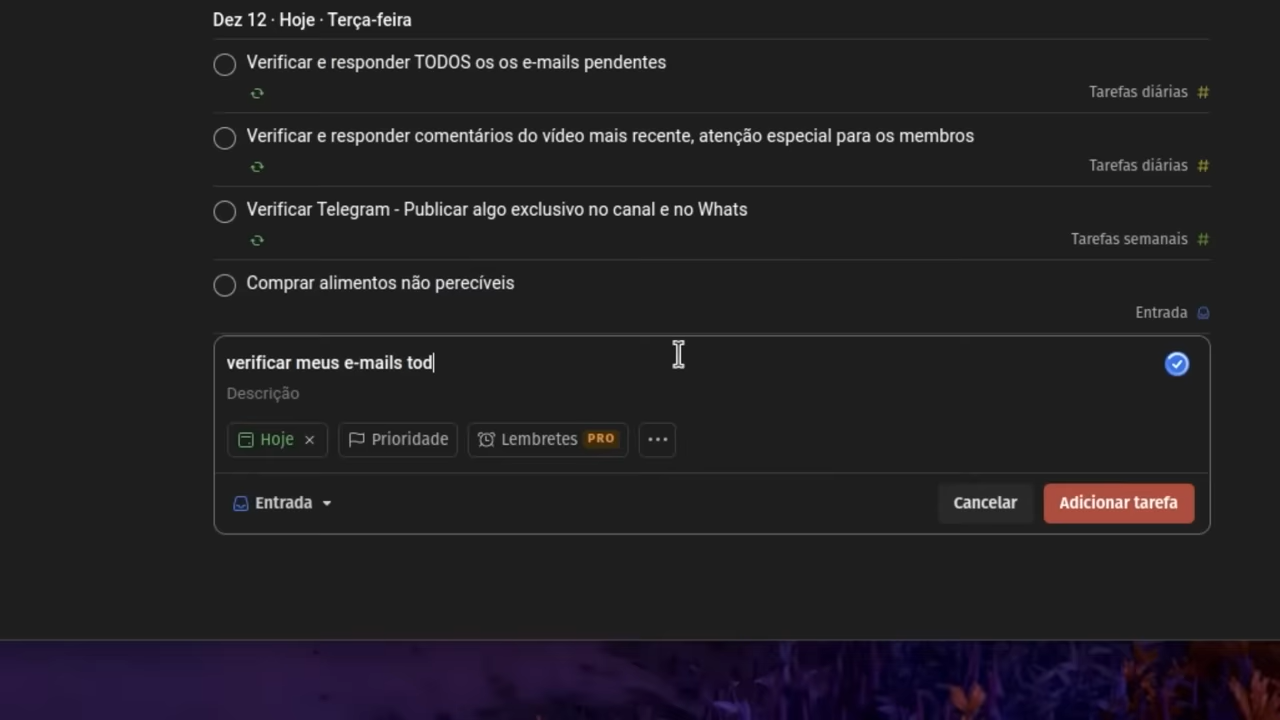 Dez 12 · Hoje · Terça-feira
Verificar e responder TODOS os os e-mails pendentes
Tarefas diárias #
Verificar e responder comentários do vídeo mais recente, atenção especial para os membros
Tarefas diárias #
Verificar Telegram - Publicar algo exclusivo no canal e no Whats
Tarefas semanais #
Comprar alimentos não perecíveis
Entrada
verificar meus e-mails tod
Descrição
Hoje × Prioridade Lembretes PRO ···
Entrada Cancelar Adicionar tarefa